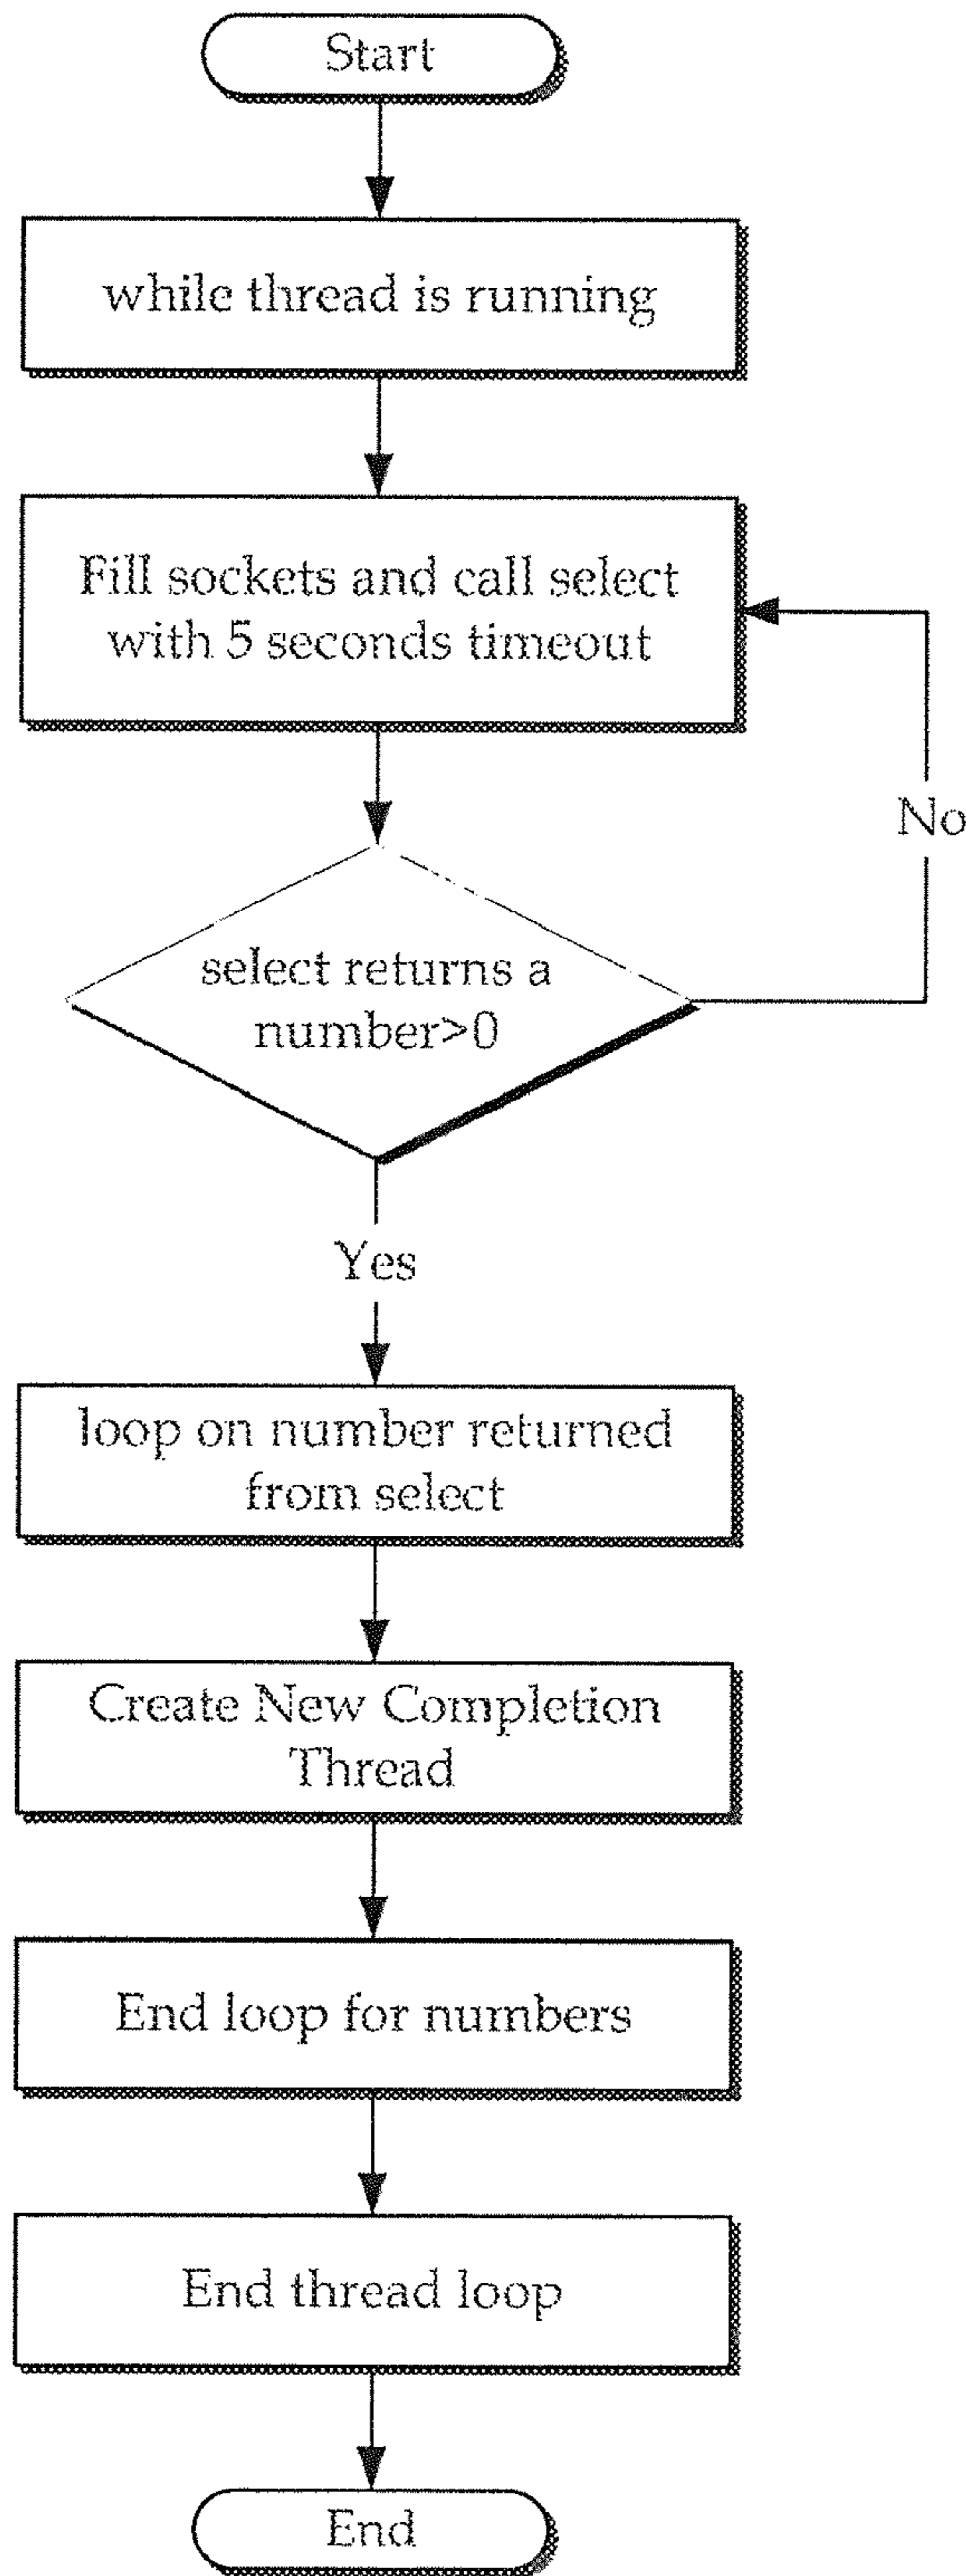 Start
while thread is running
Fill sockets and call select
with 5 seconds timeout
No
select returns a
number>0
Yes
loop on number returned
from select
Create New Completion
Thread
End loop for numbers
End thread loop
End